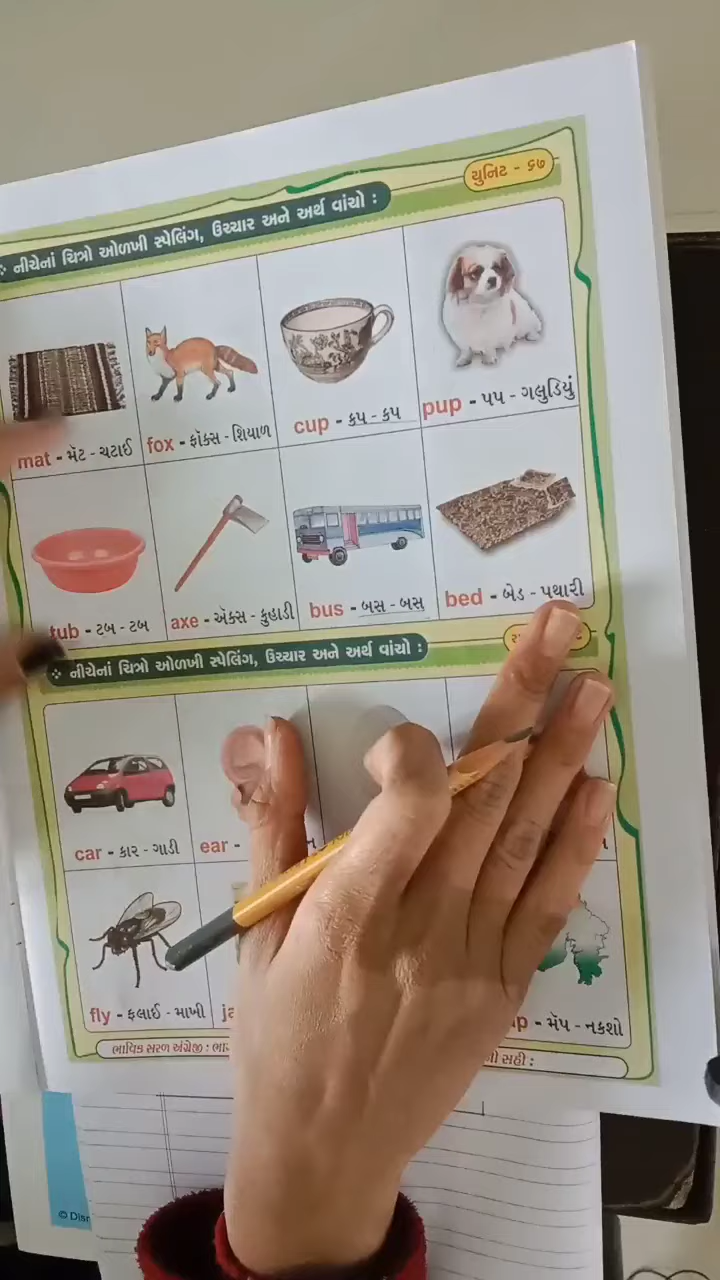 યુનિટ - ૬૭
❖ નીચેનાં ચિત્રો ઓળખી સ્પેલિંગ, ઉચ્ચાર અને અર્થ વાંચો :
mat - મૅટ - ચટાઈ
fox - ફૉક્સ - શિયાળ
cup - કપ - કપ
pup - પપ - ગલુડિયું
tub - ટબ - ટબ
axe - ઍક્સ - કુહાડી
bus - બસ - બસ
bed - બેડ - પથારી
❖ નીચેનાં ચિત્રો ઓળખી સ્પેલિંગ, ઉચ્ચાર અને અર્થ વાંચો :
car - કાર - ગાડી
ear -
fly - ફ્લાઈ - માખી
- મૅપ - નકશો
ભાવિક સરળ અંગ્રેજી :
સહી :
© Disn